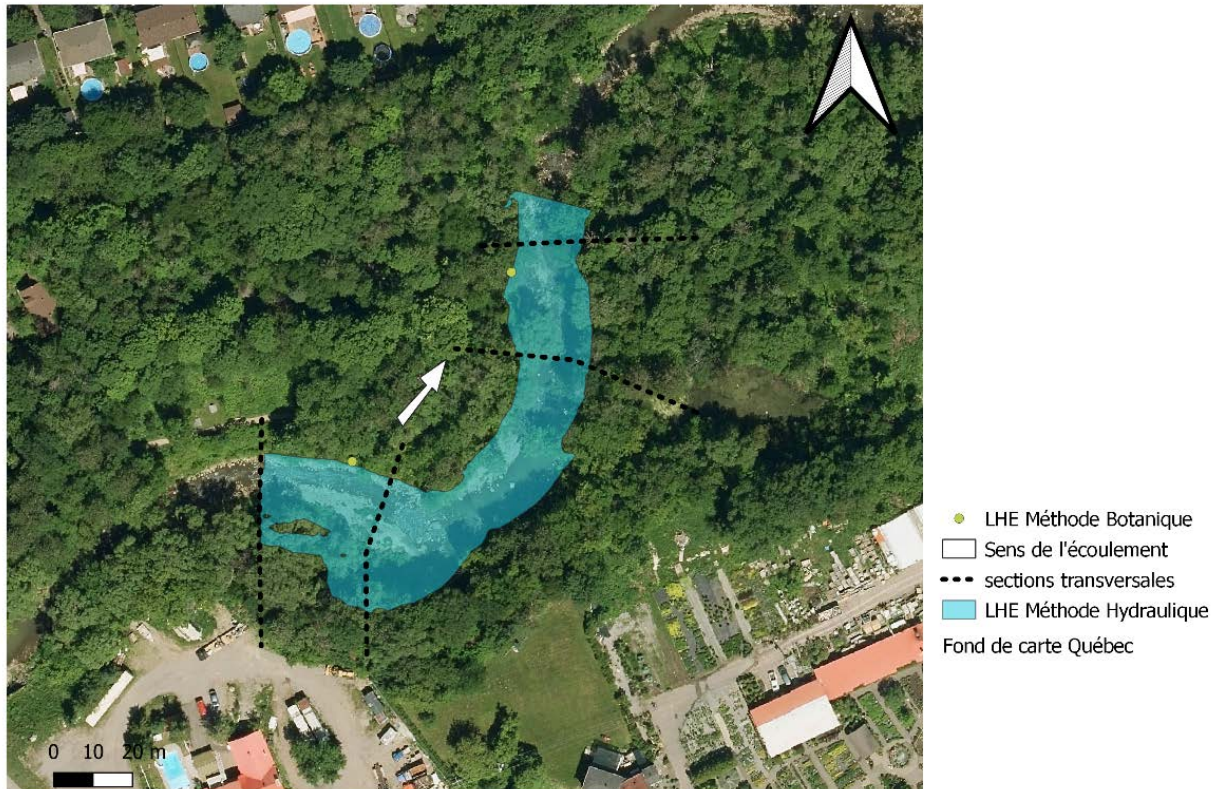 0 10 20 m
LHE Méthode Botanique
Sens de l'écoulement
sections transversales
LHE Méthode Hydraulique
Fond de carte Québec